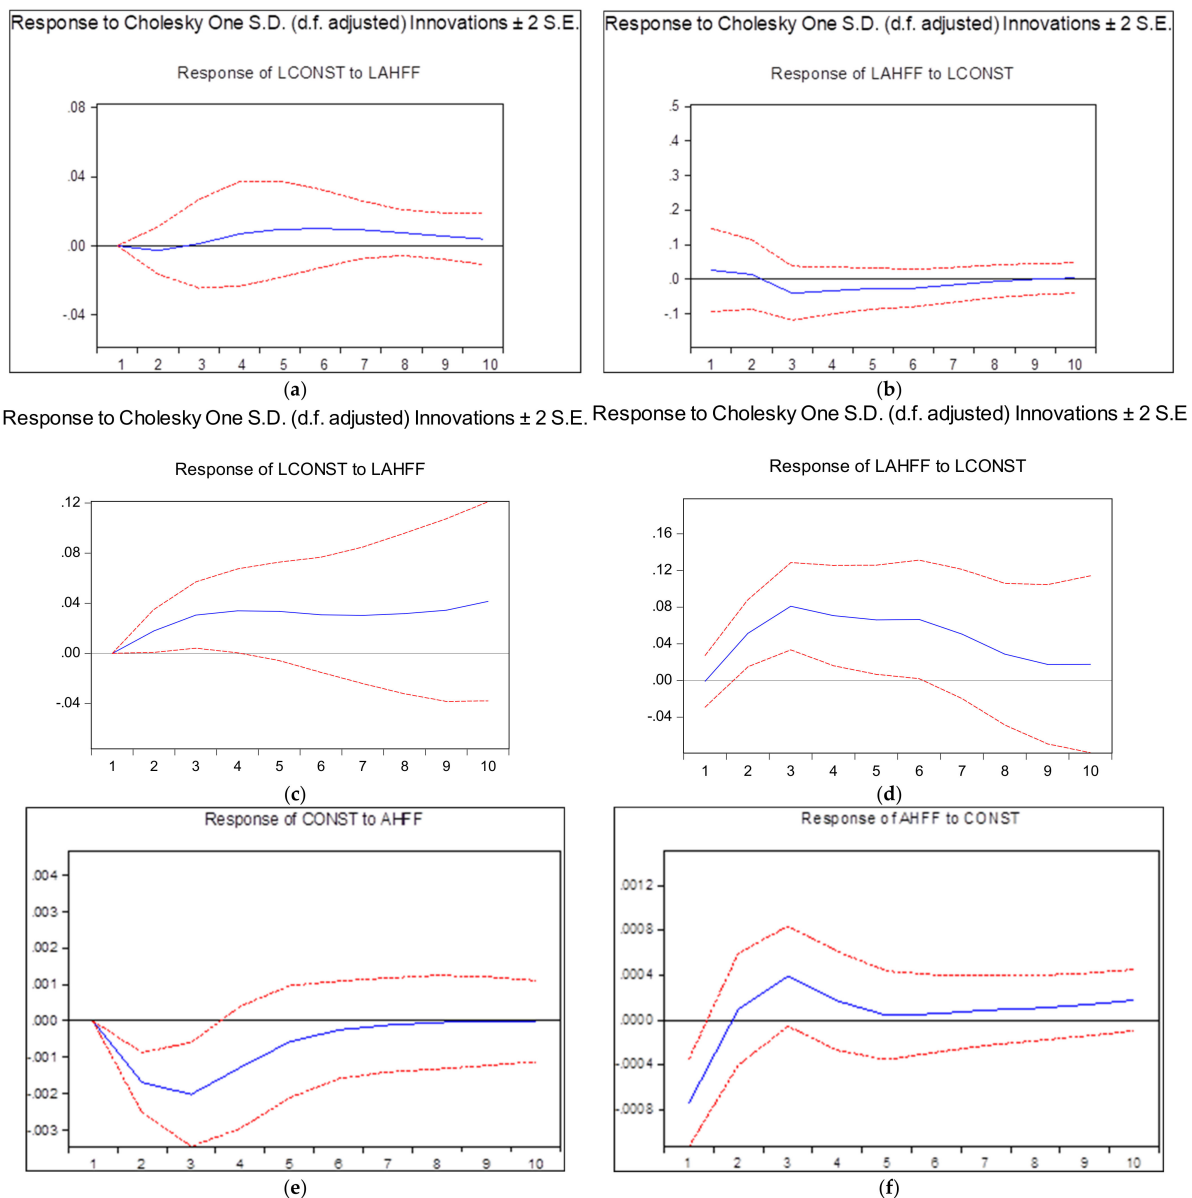 Response to Cholesky One S.D. (d.f. adjusted) Innovations ± 2 S.E.
Response of LCONST to LAHFF
.08
.04
.00
-.04
1 2 3 4 5 6 7 8 9 10
(a)
Response to Cholesky One S.D. (d.f. adjusted) Innovations ± 2 S.E.
Response of LAHFF to LCONST
.5
.4
.3
.2
.1
.0
-.1
1 2 3 4 5 6 7 8 9 10
(b)
Response to Cholesky One S.D. (d.f. adjusted) Innovations ± 2 S.E.
Response of LCONST to LAHFF
.12
.08
.04
.00
-.04
1 2 3 4 5 6 7 8 9 10
(c)
Response to Cholesky One S.D. (d.f. adjusted) Innovations ± 2 S.E
Response of LAHFF to LCONST
.16
.12
.08
.04
.00
-.04
1 2 3 4 5 6 7 8 9 10
(d)
Response of CONST to AHFF
.004
.003
.002
.001
.000
-.001
-.002
-.003
1 2 3 4 5 6 7 8 9 10
(e)
Response of AHFF to CONST
.0012
.0008
.0004
.0000
-.0004
-.0008
1 2 3 4 5 6 7 8 9 10
(f)